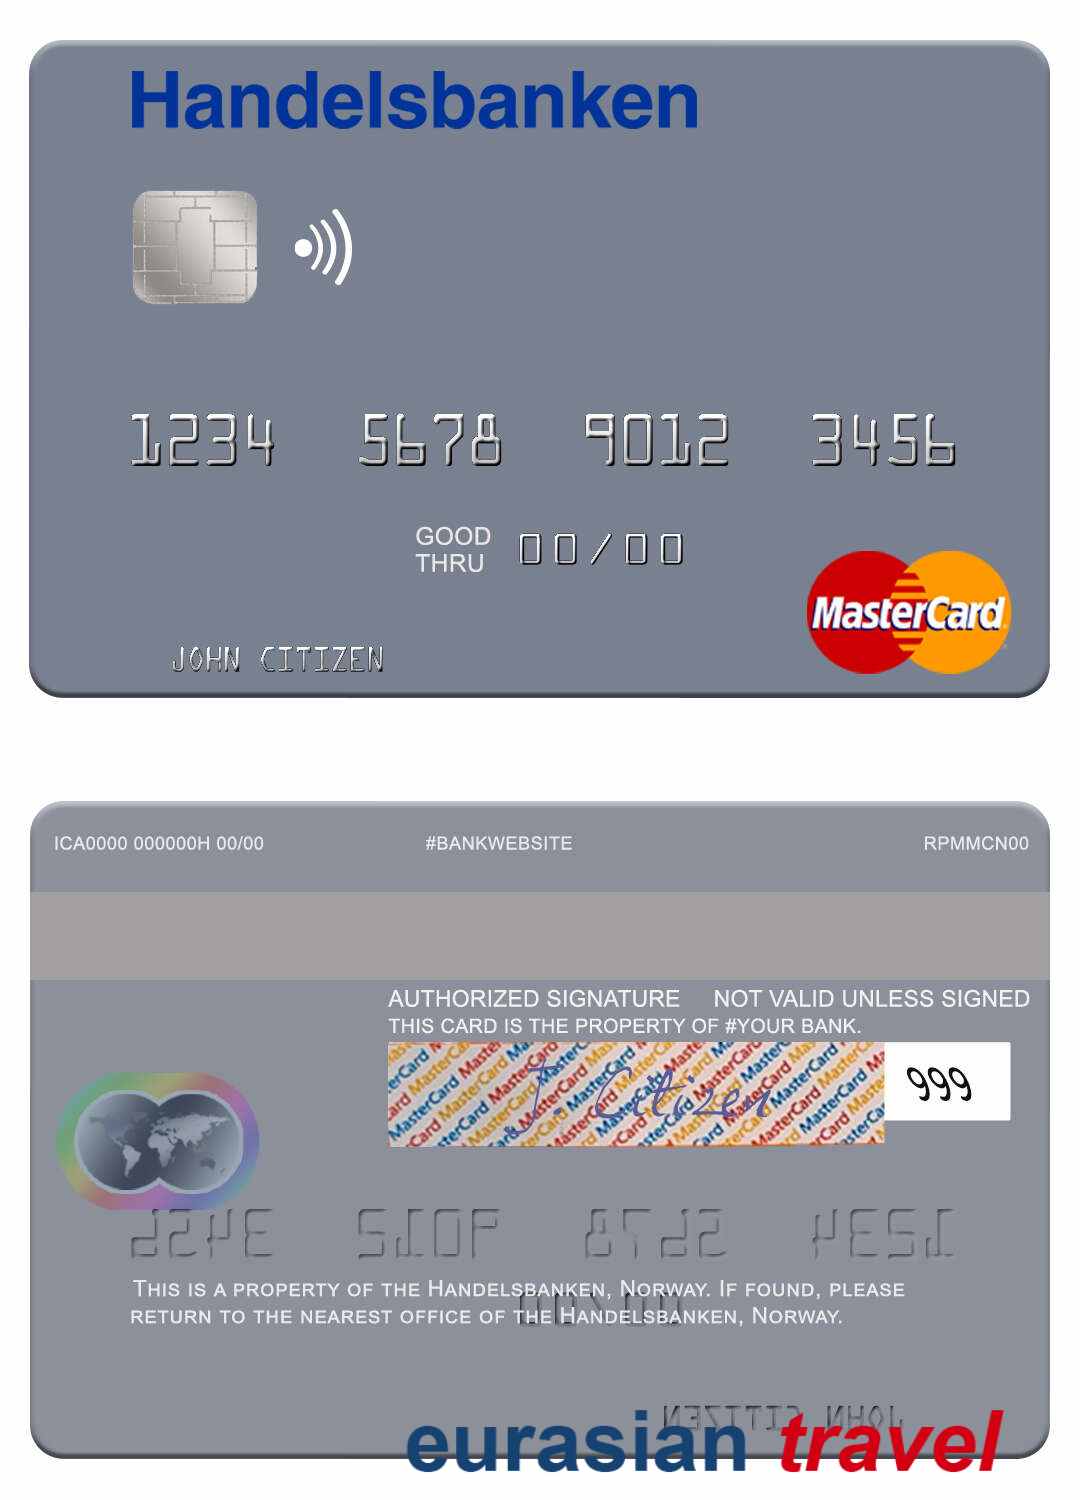 Handelsbanken
1234 5678 9012 3456
GOOD THRU 00/00
MasterCard
JOHN CITIZEN
ICA0000 000000H 00/00 #BANKWEBSITE RPMMCN00
AUTHORIZED SIGNATURE NOT VALID UNLESS SIGNED
THIS CARD IS THE PROPERTY OF #YOUR BANK.
J. Citizen 999
THIS IS A PROPERTY OF THE HANDELSBANKEN, NORWAY. IF FOUND, PLEASE
RETURN TO THE NEAREST OFFICE OF THE HANDELSBANKEN, NORWAY.
eurasian travel